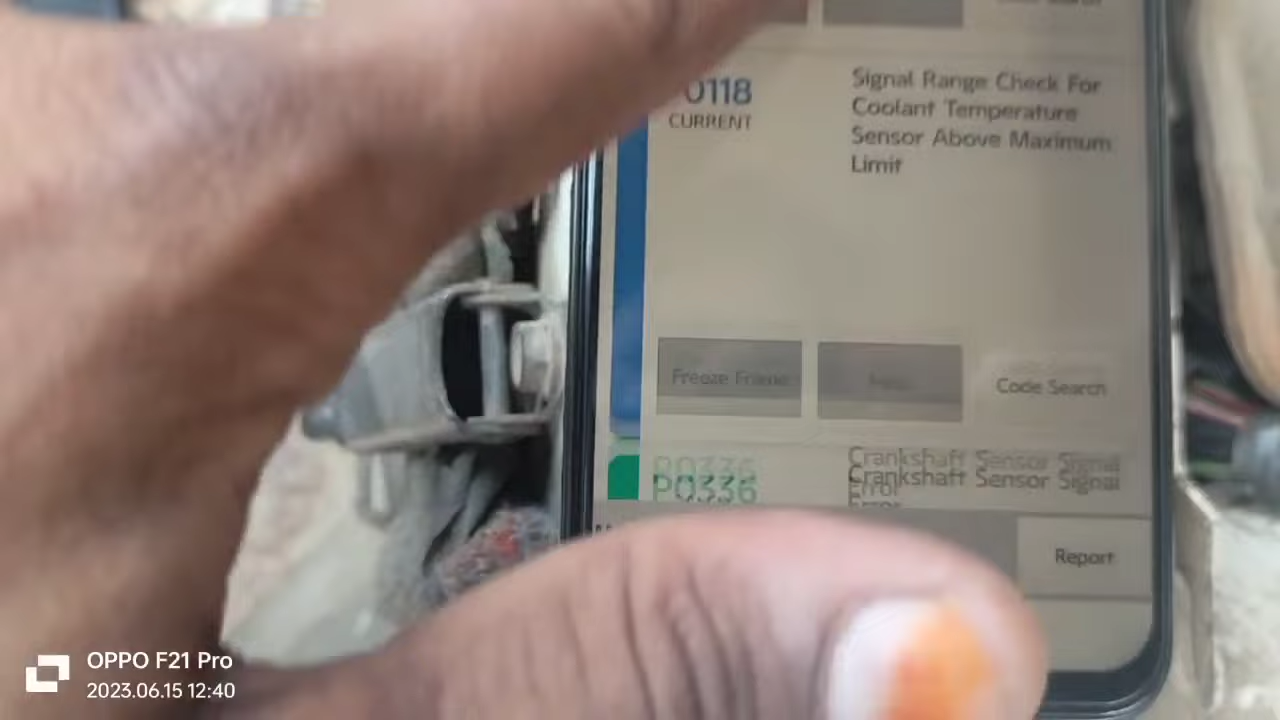 0118
CURRENT
Signal Range Check For
Coolant Temperature
Sensor Above Maximum
Limit
Freeze Frame
Code Search
P0336
Crankshaft Sensor Signal
Error
Report
OPPO F21 Pro
2023.06.15 12:40